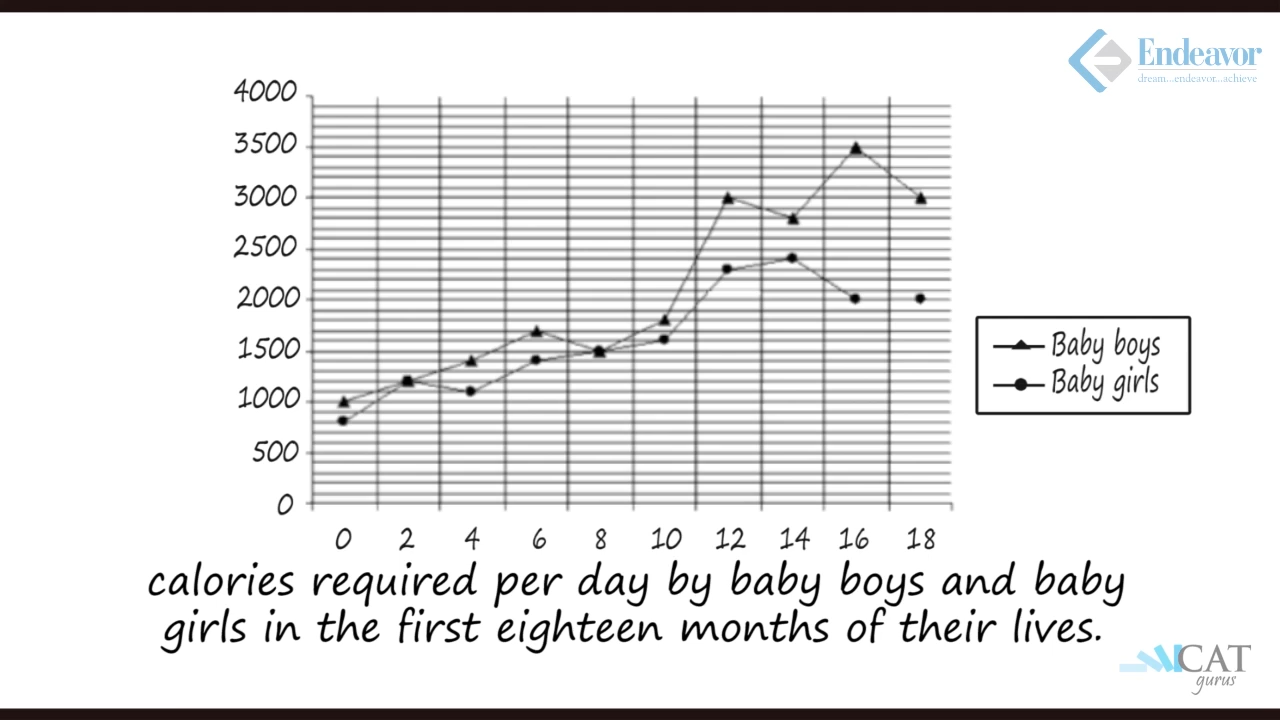 Endeavor
dream...endeavor...achieve
4000
3500
3000
2500
2000
1500
1000
500
0
0 2 4 6 8 10 12 14 16 18
Baby boys
Baby girls
calories required per day by baby boys and baby
girls in the first eighteen months of their lives.
CAT
gurus